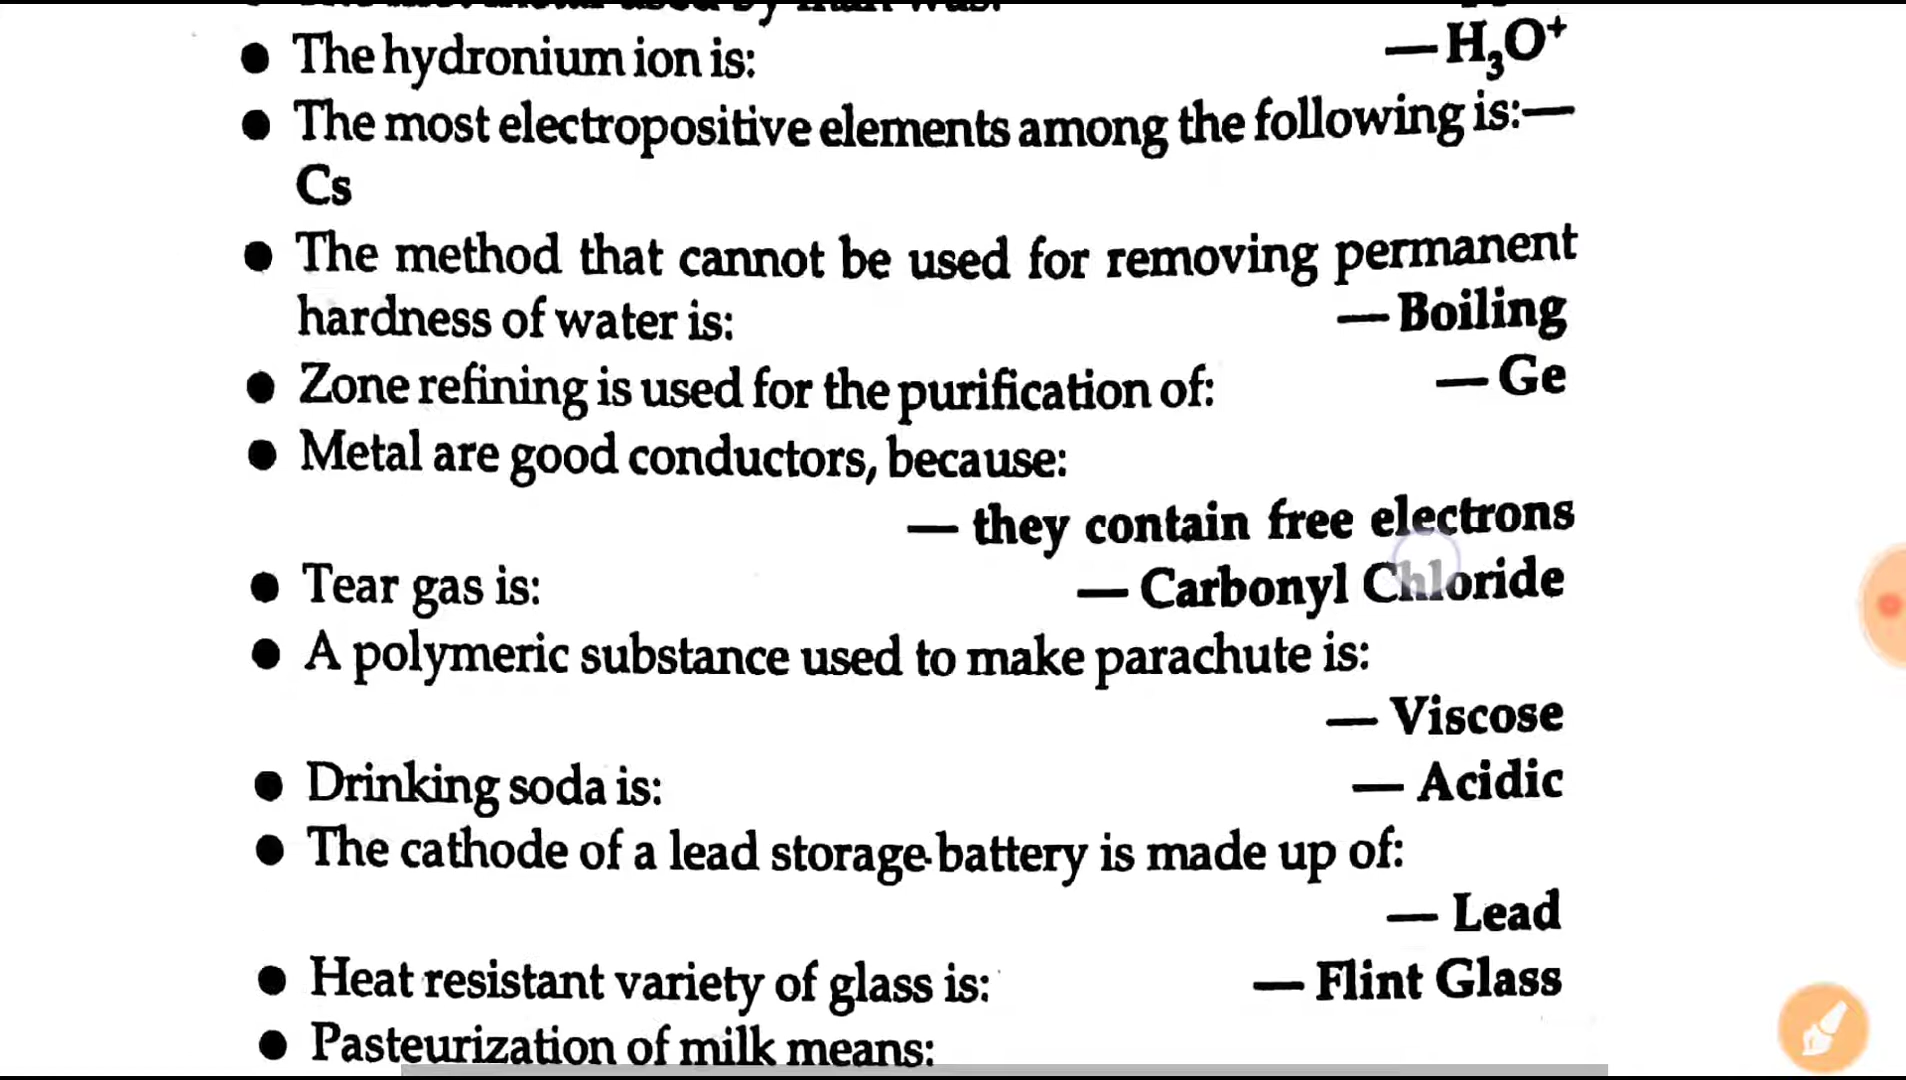 ● The hydronium ion is: — H₃O⁺
● The most electropositive elements among the following is:—
Cs
● The method that cannot be used for removing permanent
hardness of water is: — Boiling
● Zone refining is used for the purification of: — Ge
● Metal are good conductors, because:
— they contain free electrons
● Tear gas is: — Carbonyl Chloride
● A polymeric substance used to make parachute is:
— Viscose
● Drinking soda is: — Acidic
● The cathode of a lead storage battery is made up of:
— Lead
● Heat resistant variety of glass is: — Flint Glass
● Pasteurization of milk means: